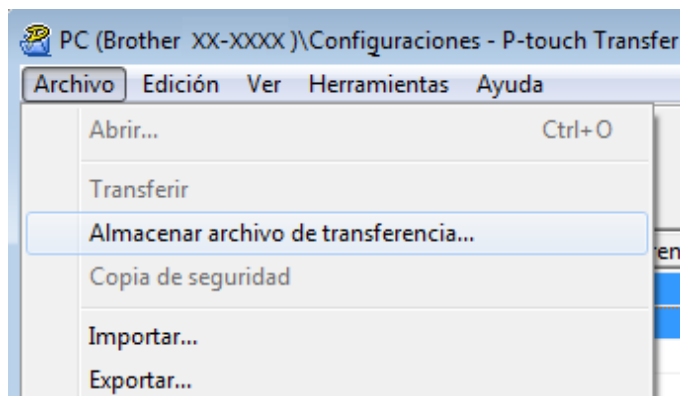 PC (Brother XX-XXXX )\Configuraciones - P-touch Transfer
Archivo Edición Ver Herramientas Ayuda
Abrir... Ctrl+O
Transferir
Almacenar archivo de transferencia...
Copia de seguridad
Importar...
Exportar...